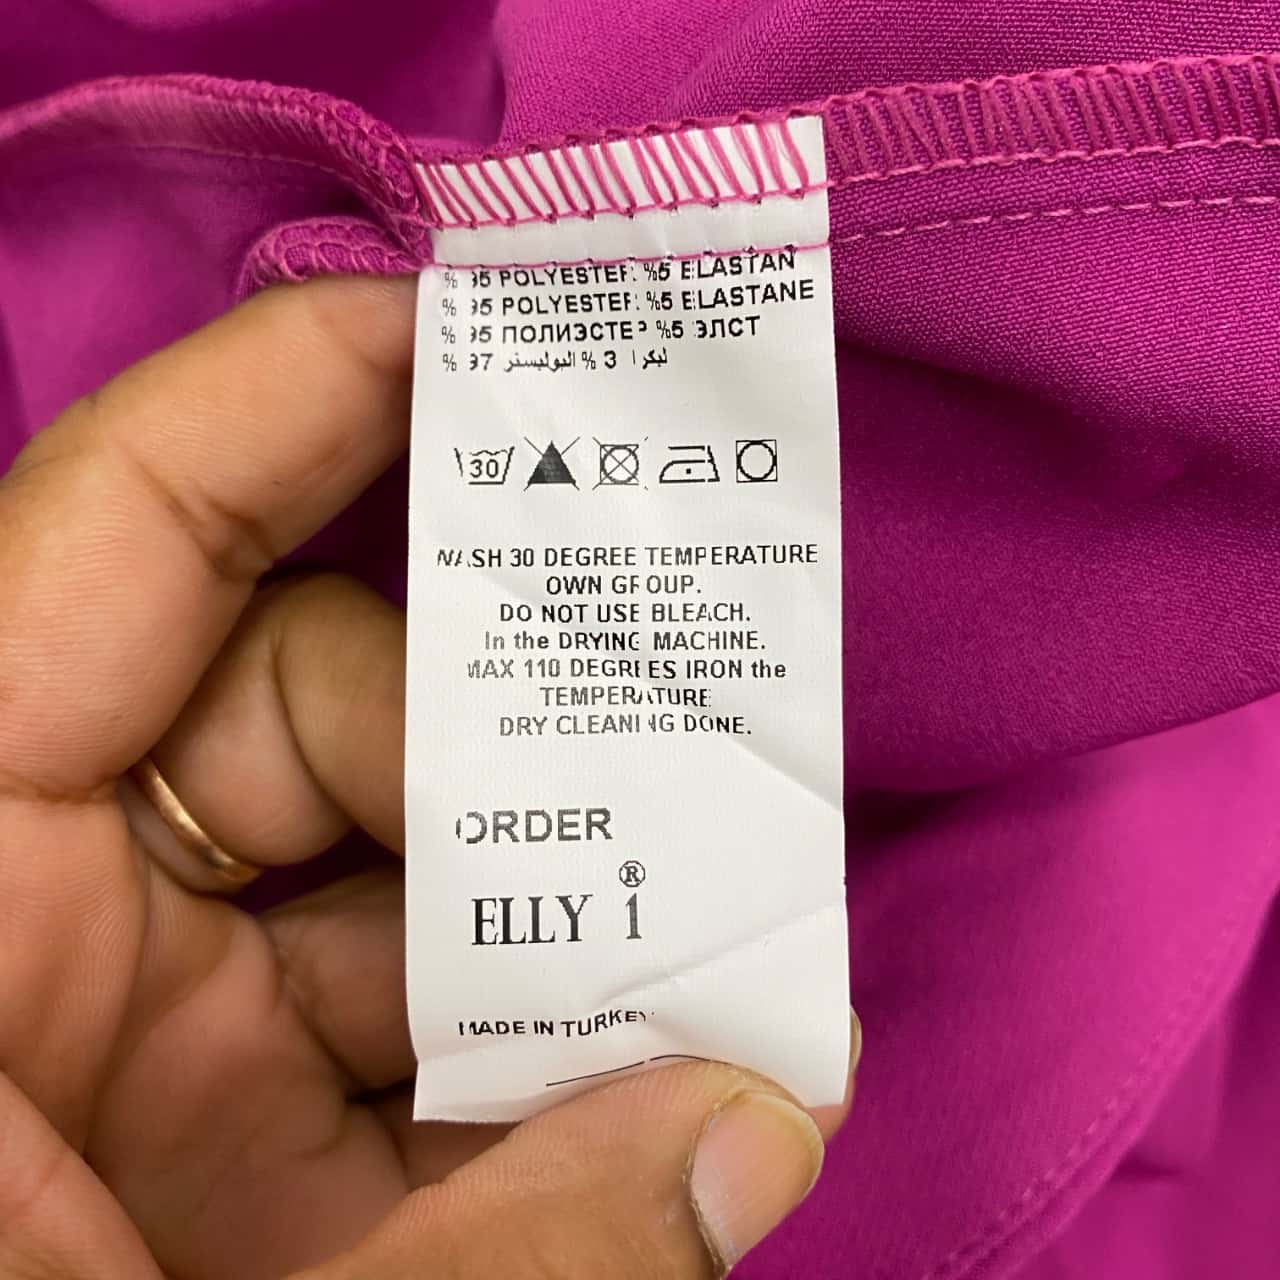 % 95 POLYESTER %5 ELASTAN
% 95 POLYESTER %5 ELASTANE
% 95 ПОЛИЭСТЕР %5 ЭЛСТ
% 97 البوليستر % 3 ليكرا
30
WASH 30 DEGREE TEMPERATURE
OWN GROUP.
DO NOT USE BLEACH.
In the DRYING MACHINE.
MAX 110 DEGREES IRON the
TEMPERATURE
DRY CLEANING DONE.
ORDER
ELLY 1 ®
MADE IN TURKEY